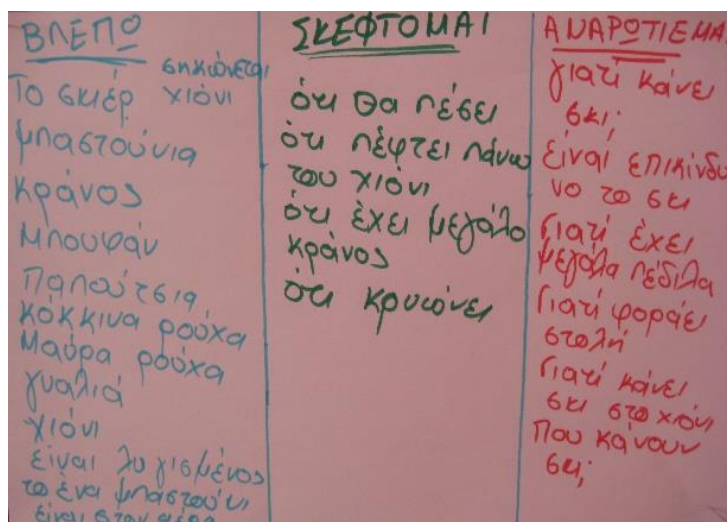 ΒΛΕΠΩ
σηκώνεται
Το σκιέρ χιόνι
μπαστούνια
κράνος
Μπουφάν
Παπούτσια
κόκκινα ρούχα
Μαύρα ρούχα
γυαλιά
χιόνι
είναι λυγισμένος
το ένα μπαστούνι
είναι στον αέρα
ΣΚΕΦΤΟΜΑΙ
ότι θα πέσει
ότι πέφτει πάνω
του χιόνι
ότι έχει μεγάλο
κράνος
ότι κρυώνει
ΑΝΑΡΩΤΙΕΜΑΙ
γιατί κάνει
σκι;
είναι επικίνδυ
νο το σκι
Γιατί έχει
μεγάλα πέδιλα
Γιατί φοράει
στολή
Γιατί κάνει
σκι στο χιόνι
Που κάνουν
σκι;